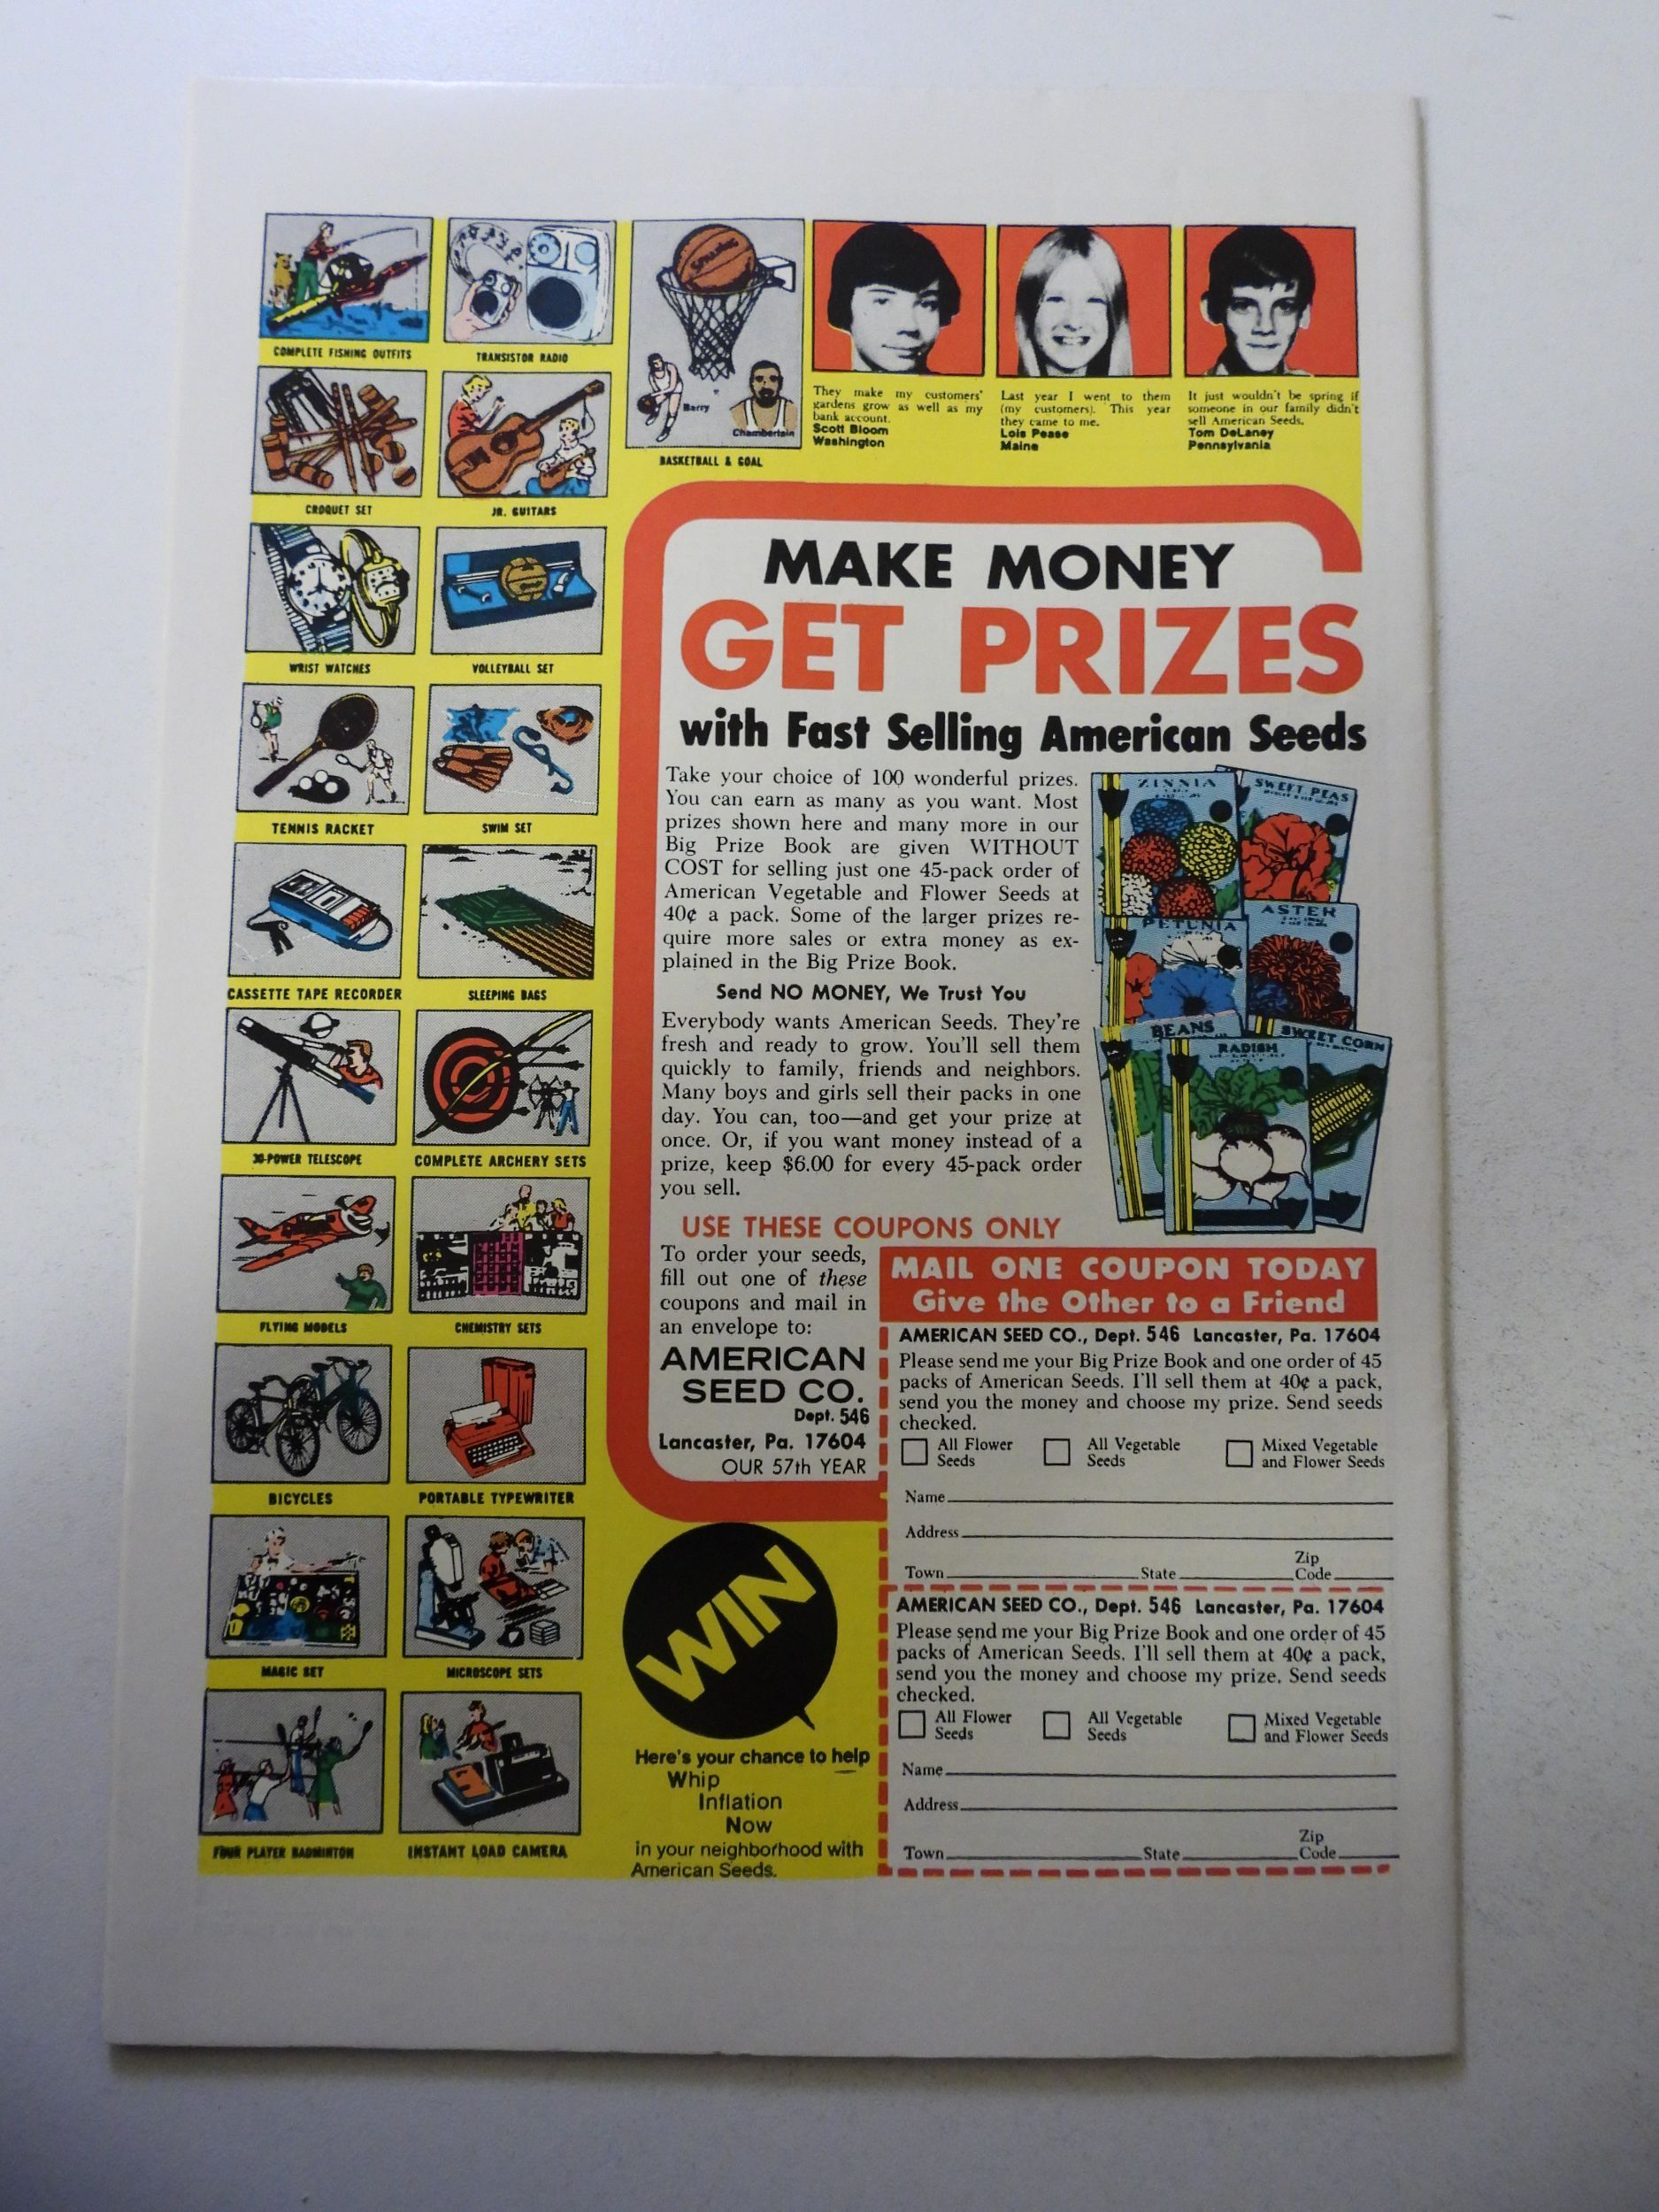 COMPLETE FISHING OUTFITS
TRANSISTOR RADIO
SPALDING
Barry
Chamberlain
BASKETBALL & GOAL
They make my customers'
gardens grow as well as my
bank account.
Scott Bloom
Washington
Last year I went to them
(my customers). This year
they came to me.
Lois Pease
Maine
It just wouldn't be spring if
someone in our family didn't
sell American Seeds.
Tom DeLaney
Pennsylvania
CROQUET SET
JR. GUITARS
WRIST WATCHES
VOLLEYBALL SET
TENNIS RACKET
SWIM SET
CASSETTE TAPE RECORDER
SLEEPING BAGS
30-POWER TELESCOPE
COMPLETE ARCHERY SETS
FLYING MODELS
CHEMISTRY SETS
BICYCLES
PORTABLE TYPEWRITER
MAGIC SET
MICROSCOPE SETS
FOUR PLAYER BADMINTON
INSTANT LOAD CAMERA
MAKE MONEY
GET PRIZES
with Fast Selling American Seeds
Take your choice of 100 wonderful prizes.
You can earn as many as you want. Most
prizes shown here and many more in our
Big Prize Book are given WITHOUT
COST for selling just one 45-pack order of
American Vegetable and Flower Seeds at
40¢ a pack. Some of the larger prizes re-
quire more sales or extra money as ex-
plained in the Big Prize Book.
Send NO MONEY, We Trust You
Everybody wants American Seeds. They're
fresh and ready to grow. You'll sell them
quickly to family, friends and neighbors.
Many boys and girls sell their packs in one
day. You can, too—and get your prize at
once. Or, if you want money instead of a
prize, keep $6.00 for every 45-pack order
you sell.
ZINNIA
SWEET PEAS
PETUNIA
ASTER
BEANS
RADISH
SWEET CORN
USE THESE COUPONS ONLY
To order your seeds,
fill out one of these
coupons and mail in
an envelope to:
AMERICAN
SEED CO.
Dept. 546
Lancaster, Pa. 17604
OUR 57th YEAR
MAIL ONE COUPON TODAY
Give the Other to a Friend
AMERICAN SEED CO., Dept. 546 Lancaster, Pa. 17604
Please send me your Big Prize Book and one order of 45
packs of American Seeds. I'll sell them at 40¢ a pack,
send you the money and choose my prize. Send seeds
checked.
All Flower Seeds
All Vegetable Seeds
Mixed Vegetable and Flower Seeds
Name
Address
Town State Zip Code
AMERICAN SEED CO., Dept. 546 Lancaster, Pa. 17604
Please send me your Big Prize Book and one order of 45
packs of American Seeds. I'll sell them at 40¢ a pack,
send you the money and choose my prize. Send seeds
checked.
All Flower Seeds
All Vegetable Seeds
Mixed Vegetable and Flower Seeds
Name
Address
Town State Zip Code
WIN
Here's your chance to help
Whip
Inflation
Now
in your neighborhood with
American Seeds.